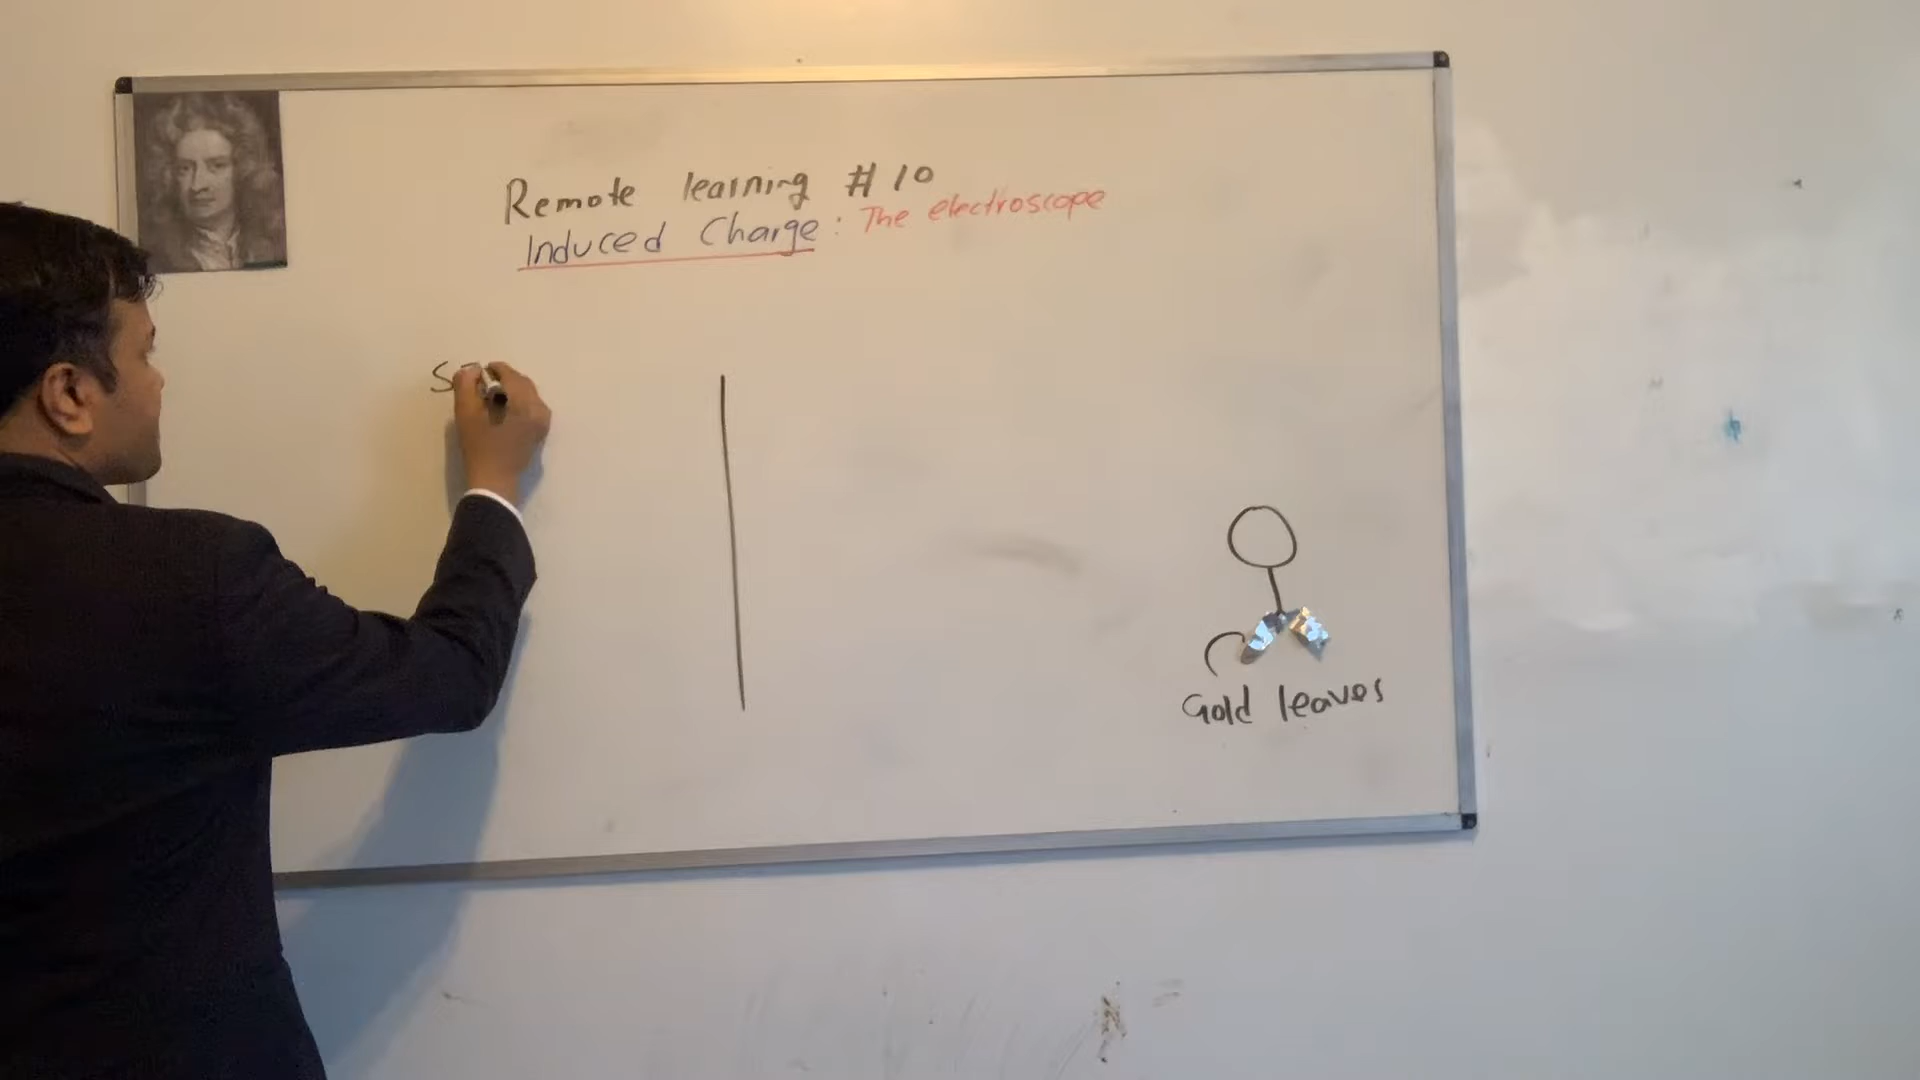 Remote learning #10
Induced Charge: The electroscope
Gold leaves